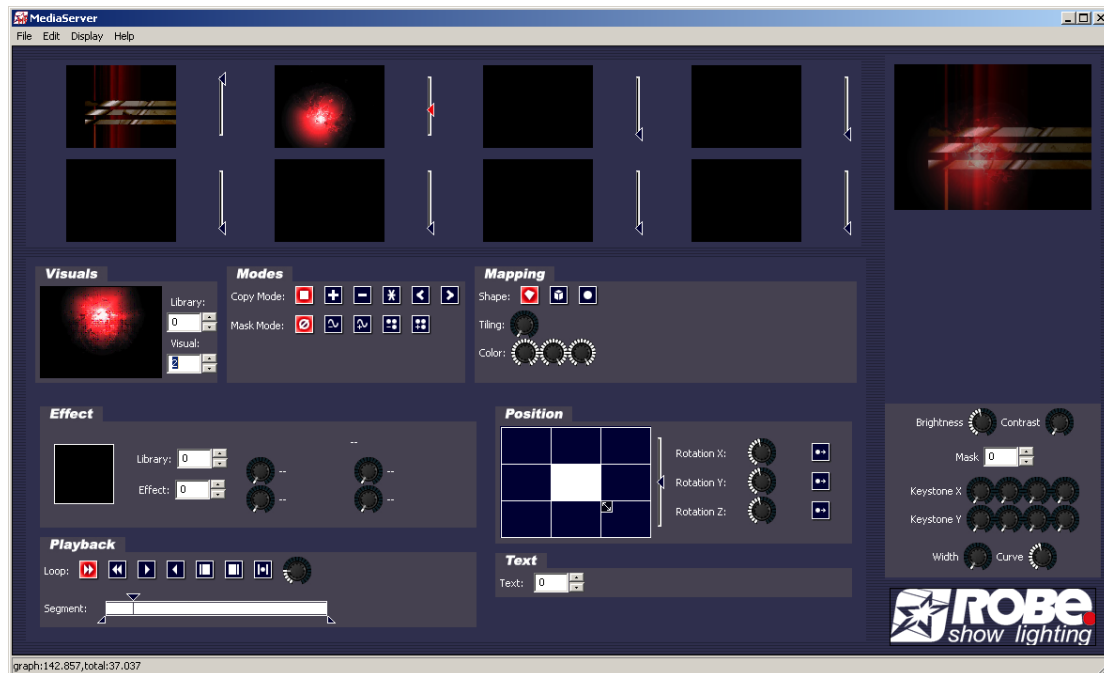 MediaServer
File Edit Display Help
Visuals
Library:
0
Visual:
2
Modes
Copy Mode:
Mask Mode:
Mapping
Shape:
Tiling:
Color:
Effect
Library: 0
Effect: 0
--
-- --
-- --
Position
Rotation X:
Rotation Y:
Rotation Z:
Playback
Loop:
Segment:
Text
Text: 0
Brightness Contrast
Mask 0
Keystone X
Keystone Y
Width Curve
ROBE
show lighting
graph:142.857,total:37.037